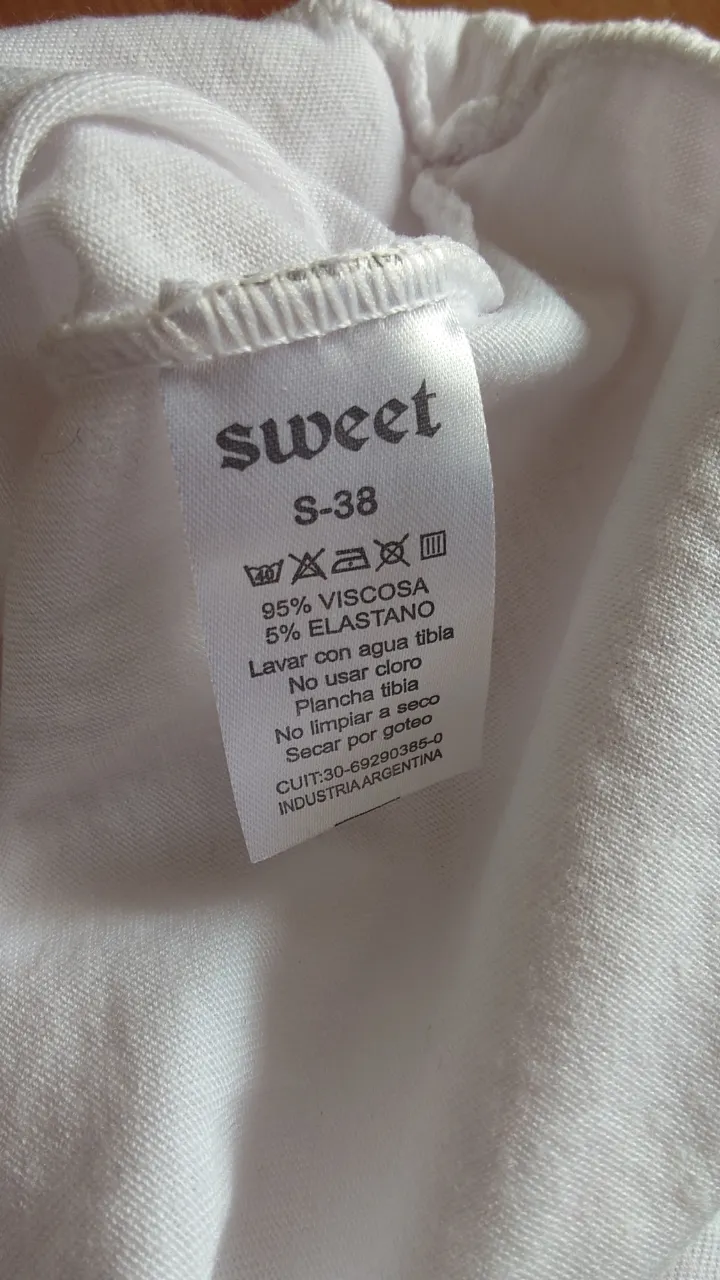 sweet
S-38
40
95% VISCOSA
5% ELASTANO
Lavar con agua tibia
No usar cloro
Plancha tibia
No limpiar a seco
Secar por goteo
CUIT:30-69290385-0
INDUSTRIA ARGENTINA